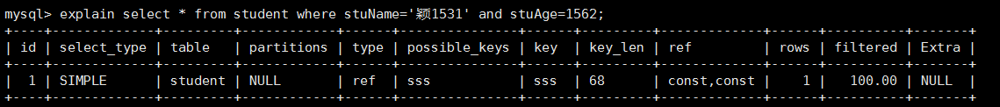 mysql> explain select * from student where stuName='颖1531' and stuAge=1562;
+----+-------------+---------+------------+------+---------------+------+---------+-------------+------+----------+-------+
| id | select_type | table   | partitions | type | possible_keys | key  | key_len | ref         | rows | filtered | Extra |
+----+-------------+---------+------------+------+---------------+------+---------+-------------+------+----------+-------+
|  1 | SIMPLE      | student | NULL       | ref  | sss           | sss  | 68      | const,const |    1 |   100.00 | NULL  |
+----+-------------+---------+------------+------+---------------+------+---------+-------------+------+----------+-------+